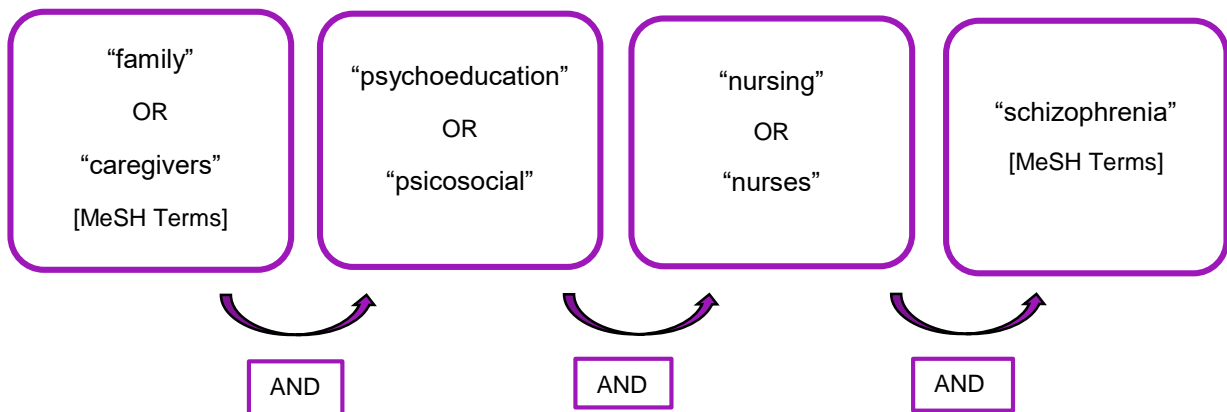 “family”
OR
“caregivers”
[MeSH Terms]
“psychoeducation”
OR
“psicosocial”
“nursing”
OR
“nurses”
“schizophrenia”
[MeSH Terms]
AND
AND
AND